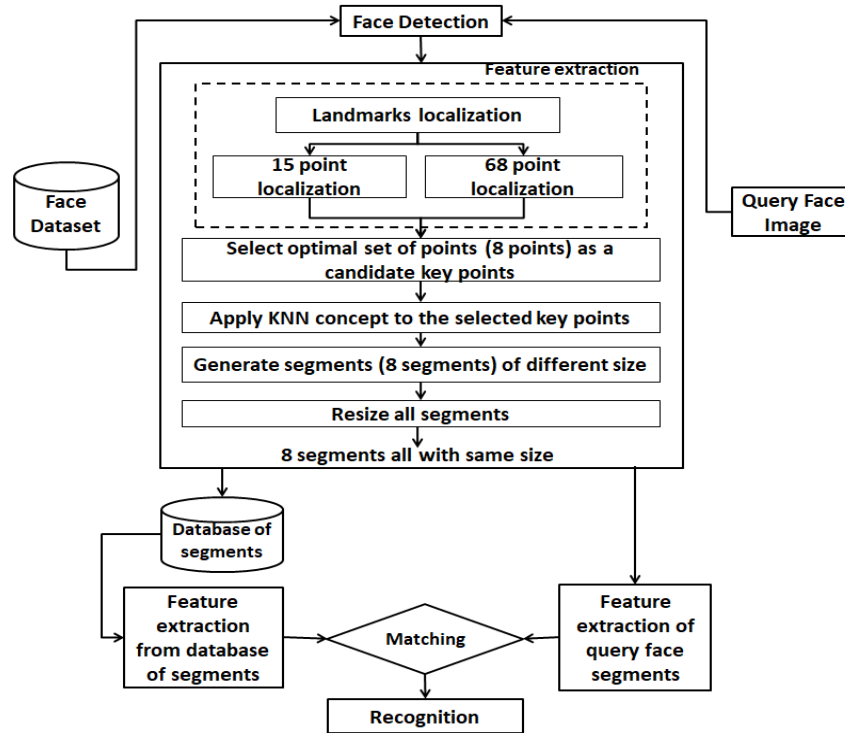 Face Detection
Feature extraction
Landmarks localization
15 point
localization
68 point
localization
Face
Dataset
Query Face
Image
Select optimal set of points (8 points) as a
candidate key points
Apply KNN concept to the selected key points
Generate segments (8 segments) of different size
Resize all segments
8 segments all with same size
Database of
segments
Feature
extraction
from database
of segments
Matching
Feature
extraction of
query face
segments
Recognition